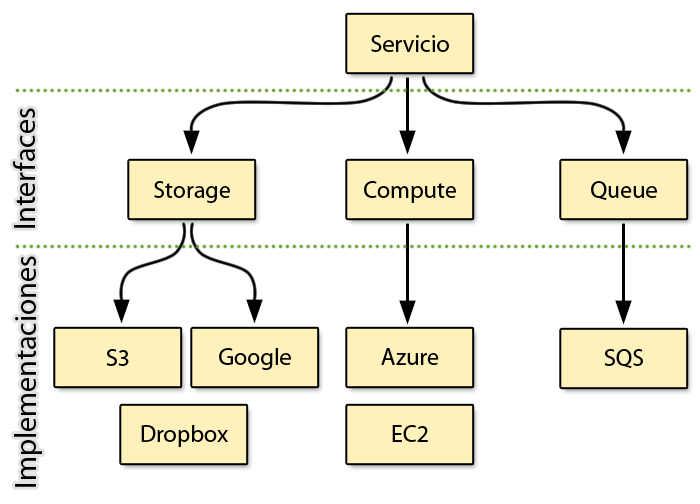 Servicio
Interfaces
Storage
Compute
Queue
Implementaciones
S3
Google
Azure
SQS
Dropbox
EC2